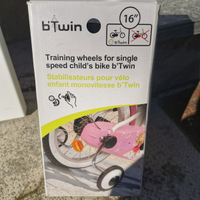 b'Twin
16"
Training wheels for single
speed child's bike b'Twin
Stabilisateurs pour vélo
enfant monovitesse b'Twin